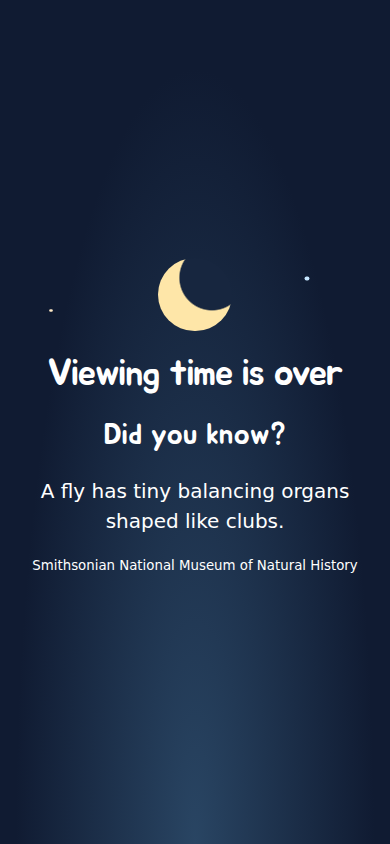 Viewing time is over
Did you know?
A fly has tiny balancing organs
shaped like clubs.
Smithsonian National Museum of Natural History